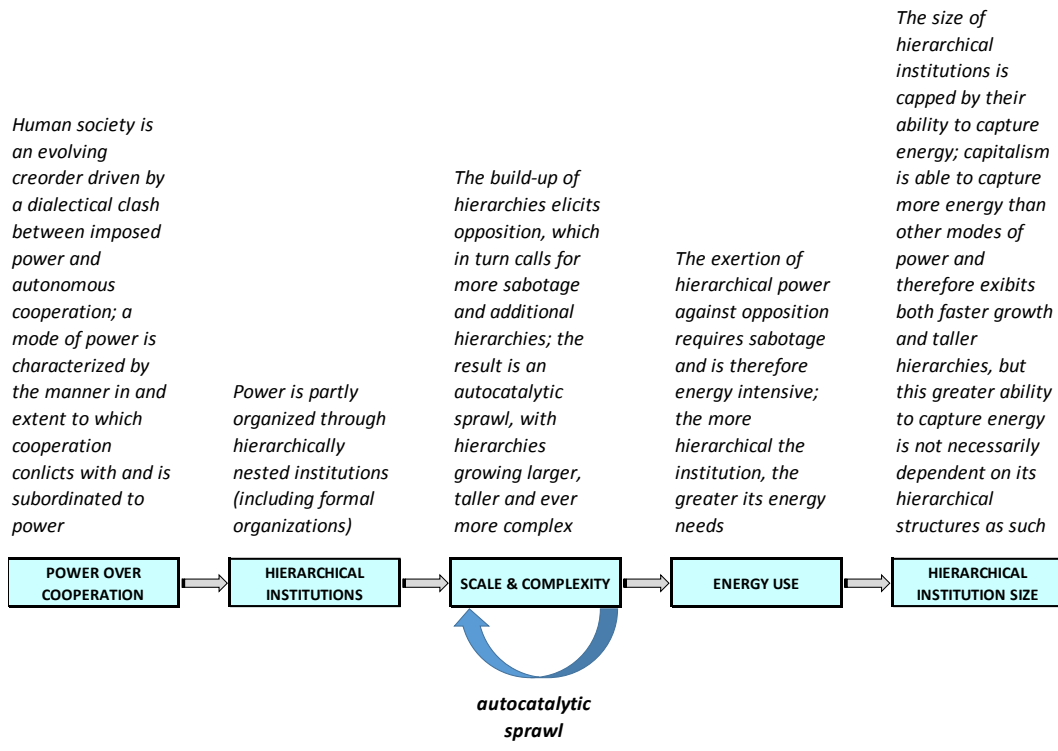 Human society is
an evolving
creorder driven by
a dialectical clash
between imposed
power and
autonomous
cooperation; a
mode of power is
characterized by
the manner in and
extent to which
cooperation
conlicts with and is
subordinated to
power
Power is partly
organized through
hierarchically
nested institutions
(including formal
organizations)
The build-up of
hierarchies elicits
opposition, which
in turn calls for
more sabotage
and additional
hierarchies; the
result is an
autocatalytic
sprawl, with
hierarchies
growing larger,
taller and ever
more complex
The exertion of
hierarchical power
against opposition
requires sabotage
and is therefore
energy intensive;
the more
hierarchical the
institution, the
greater its energy
needs
The size of
hierarchical
institutions is
capped by their
ability to capture
energy; capitalism
is able to capture
more energy than
other modes of
power and
therefore exibits
both faster growth
and taller
hierarchies, but
this greater ability
to capture energy
is not necessarily
dependent on its
hierarchical
structures as such
POWER OVER
COOPERATION
HIERARCHICAL
INSTITUTIONS
SCALE & COMPLEXITY
ENERGY USE
HIERARCHICAL
INSTITUTION SIZE
autocatalytic
sprawl